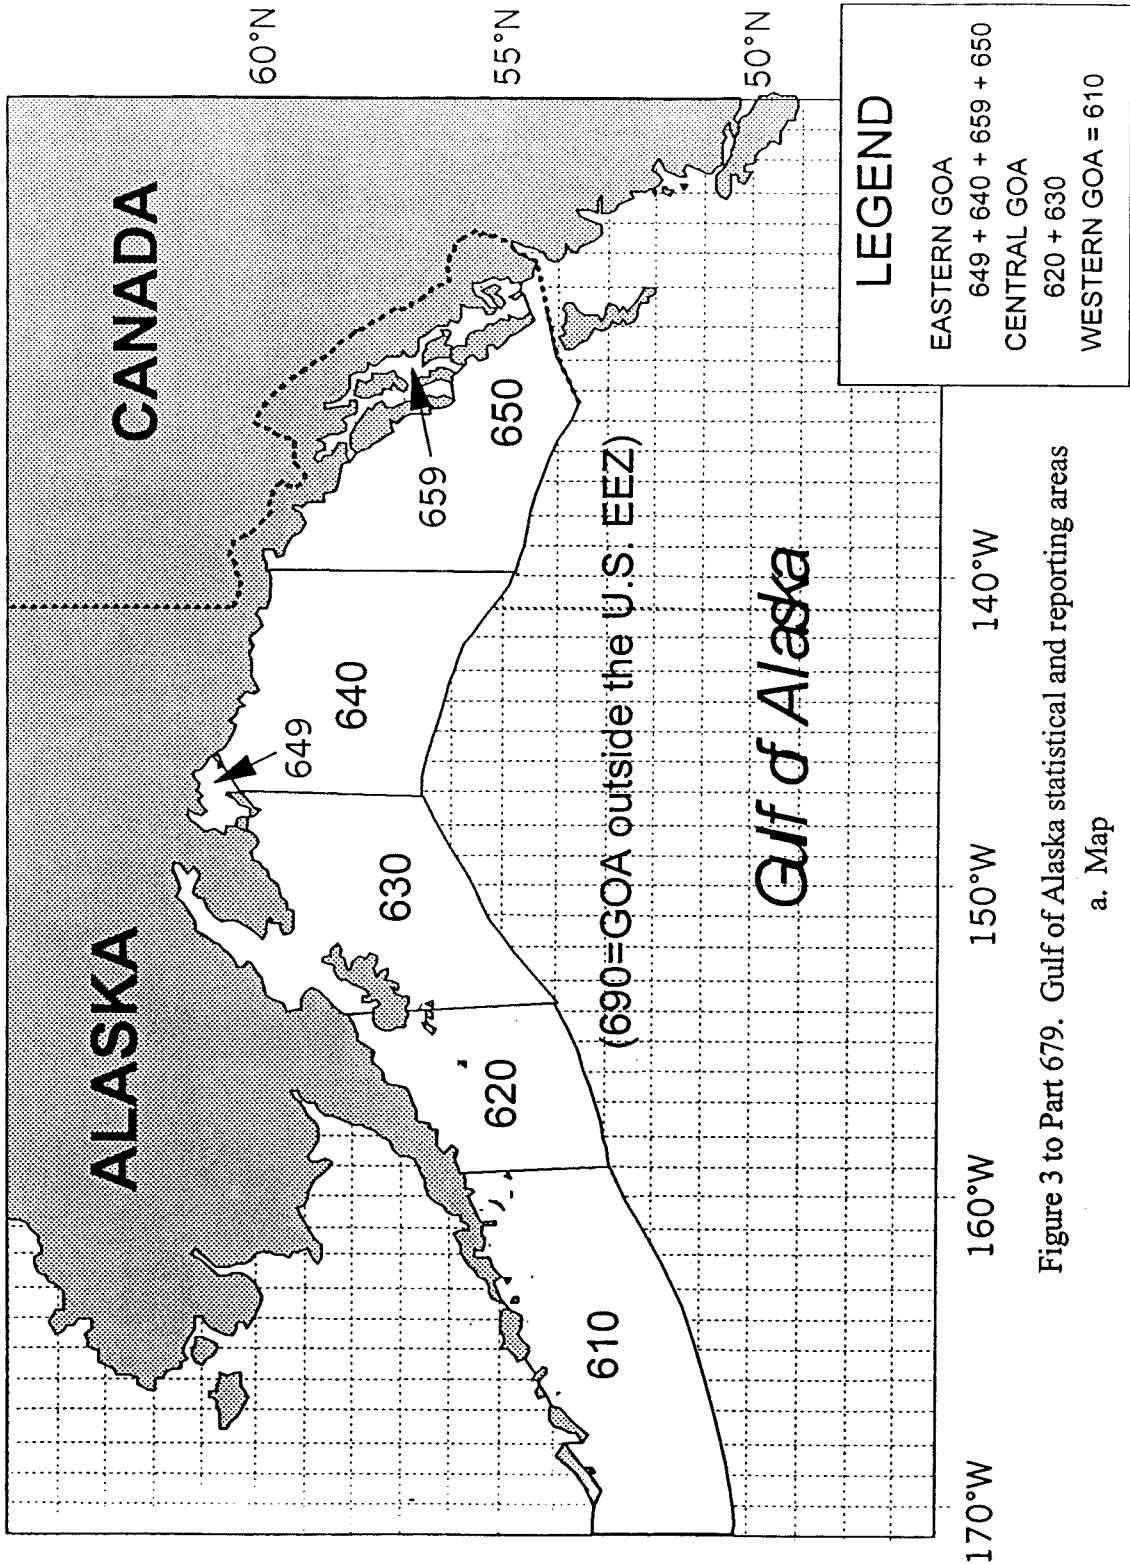 ALASKA
CANADA
60°N
55°N
50°N
610
620
630
649
640
659
650
(690=GOA outside the U.S. EEZ)
Gulf of Alaska
170°W
160°W
150°W
140°W
LEGEND
EASTERN GOA
649 + 640 + 659 + 650
CENTRAL GOA
620 + 630
WESTERN GOA = 610
Figure 3 to Part 679. Gulf of Alaska statistical and reporting areas
a. Map